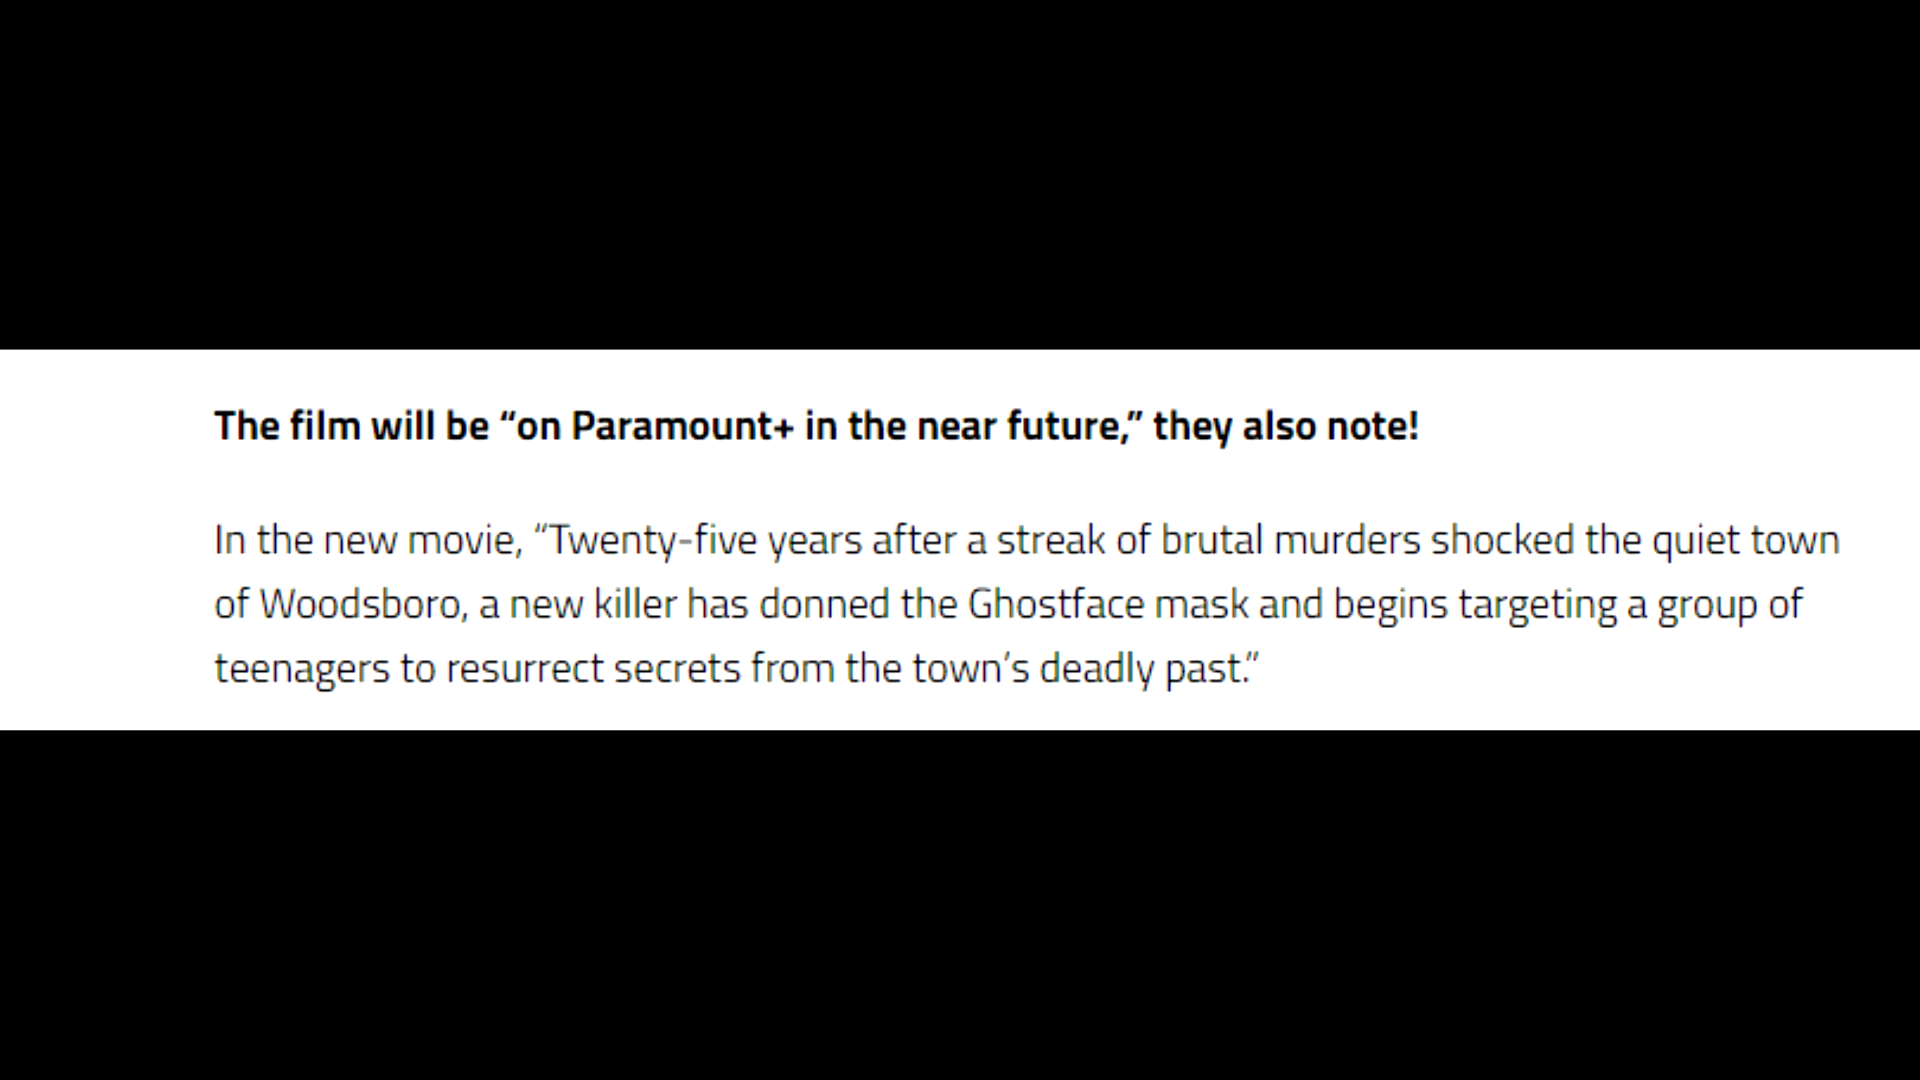 The film will be “on Paramount+ in the near future,” they also note!
In the new movie, “Twenty-five years after a streak of brutal murders shocked the quiet town
of Woodsboro, a new killer has donned the Ghostface mask and begins targeting a group of
teenagers to resurrect secrets from the town’s deadly past.”